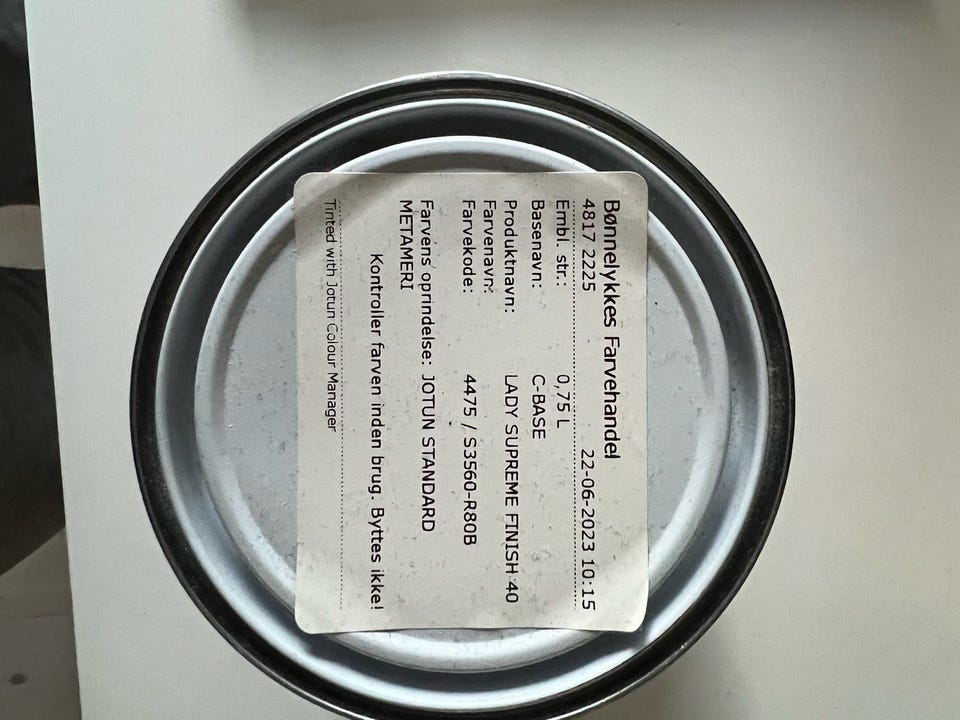 Bønnelykkes Farvehandel
4817 2225 22-06-2023 10:15
Embl. str.: 0,75 L
Basenavn: C-BASE
Produktnavn: LADY SUPREME FINISH 40
Farvenavn:
Farvekode: 4475 / S3560-R80B
Farvens oprindelse: JOTUN STANDARD
METAMERI
Kontroller farven inden brug. Byttes ikke!
Tinted with Jotun Colour Manager